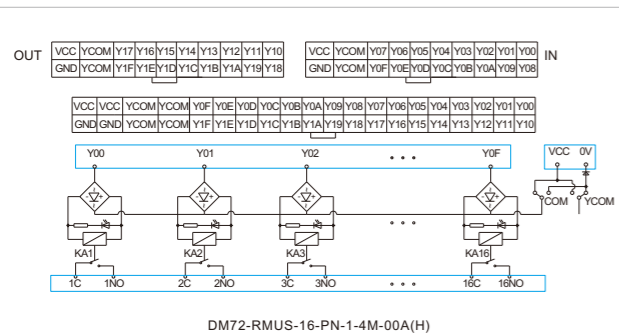 OUT VCC YCOM Y17 Y16 Y15 Y14 Y13 Y12 Y11 Y10 VCC YCOM Y07 Y06 Y05 Y04 Y03 Y02 Y01 Y00 IN
GND YCOM Y1F Y1E Y1D Y1C Y1B Y1A Y19 Y18 GND YCOM Y0F Y0E Y0D Y0C Y0B Y0A Y09 Y08
VCC VCC YCOM YCOM Y0F Y0E Y0D Y0C Y0B Y0A Y09 Y08 Y07 Y06 Y05 Y04 Y03 Y02 Y01 Y00
GND GND YCOM YCOM Y1F Y1E Y1D Y1C Y1B Y1A Y19 Y18 Y17 Y16 Y15 Y14 Y13 Y12 Y11 Y10
Y00 Y01 Y02 • • • Y0F VCC 0V
COM YCOM
KA1 KA2 KA3 KA16
1C 1NO 2C 2NO 3C 3NO • • • 16C 16NO
DM72-RMUS-16-PN-1-4M-00A(H)